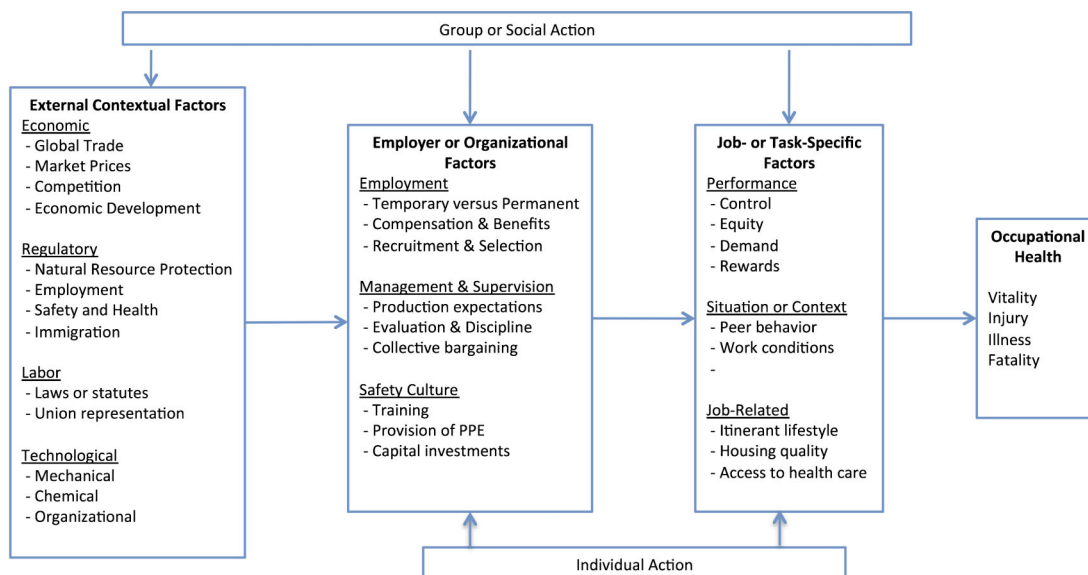 Group or Social Action
External Contextual Factors
Economic
- Global Trade
- Market Prices
- Competition
- Economic Development
Regulatory
- Natural Resource Protection
- Employment
- Safety and Health
- Immigration
Labor
- Laws or statutes
- Union representation
Technological
- Mechanical
- Chemical
- Organizational
Employer or Organizational
Factors
Employment
- Temporary versus Permanent
- Compensation & Benefits
- Recruitment & Selection
Management & Supervision
- Production expectations
- Evaluation & Discipline
- Collective bargaining
Safety Culture
- Training
- Provision of PPE
- Capital investments
Job- or Task-Specific
Factors
Performance
- Control
- Equity
- Demand
- Rewards
Situation or Context
- Peer behavior
- Work conditions
-
Job-Related
- Itinerant lifestyle
- Housing quality
- Access to health care
Occupational
Health
Vitality
Injury
Illness
Fatality
Individual Action